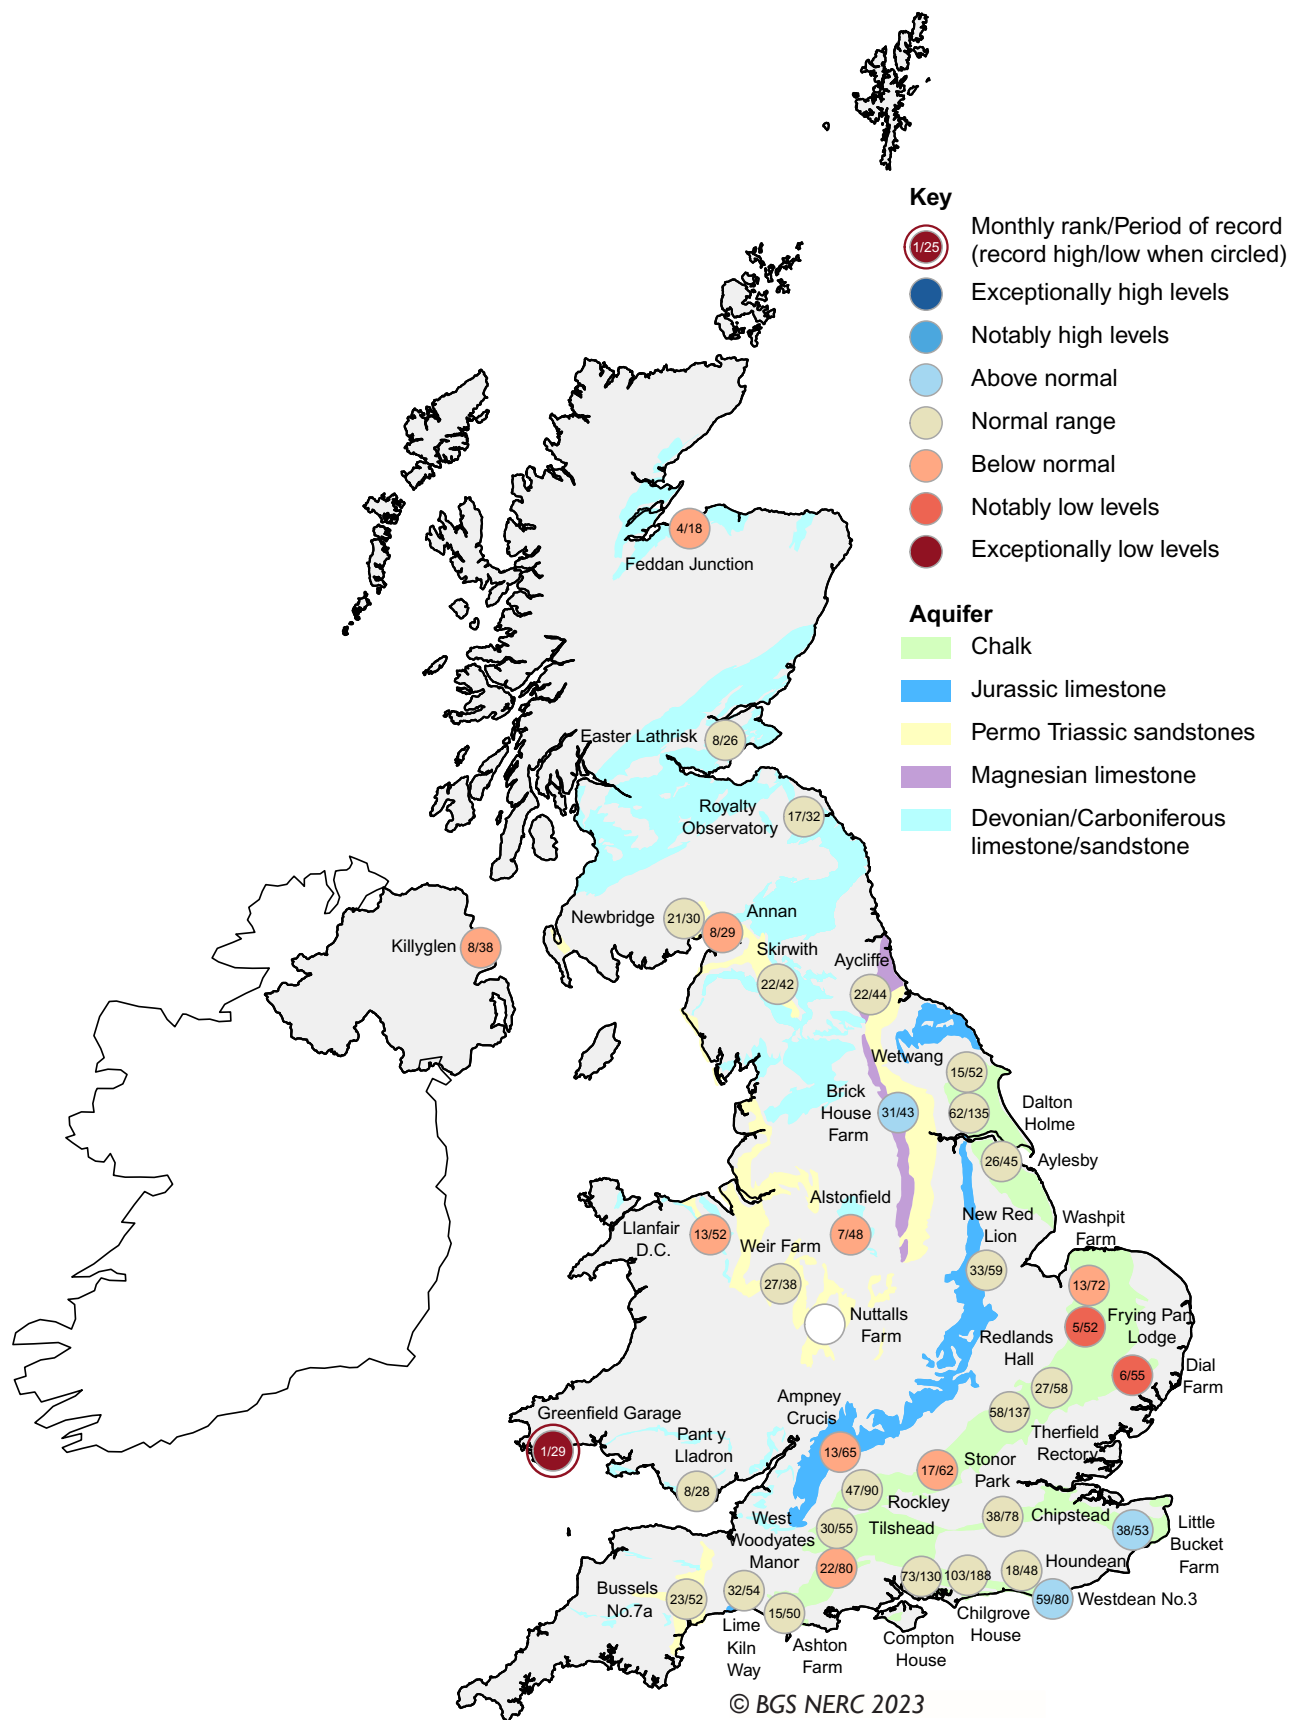 Key
1/25
Monthly rank/Period of record
(record high/low when circled)
Exceptionally high levels
Notably high levels
Above normal
Normal range
Below normal
Notably low levels
Exceptionally low levels
Aquifer
Chalk
Jurassic limestone
Permo Triassic sandstones
Magnesian limestone
Devonian/Carboniferous
limestone/sandstone
4/18
Feddan Junction
Easter Lathrisk
8/26
Royalty
Observatory
17/32
Newbridge
21/30
Annan
8/29
Killyglen
8/38
Skirwith
22/42
Aycliffe
22/44
Wetwang
15/52
Brick
House
Farm
31/43
62/135
Dalton
Holme
26/45
Aylesby
Llanfair
D.C.
13/52
Alstonfield
7/48
Weir Farm
27/38
New Red
Lion
33/59
Washpit
Farm
13/72
Nuttalls
Farm
5/52
Frying Pan
Lodge
Redlands
Hall
27/58
6/55
Dial
Farm
58/137
Therfield
Rectory
Greenfield Garage
1/29
Pant y
Lladron
8/28
Ampney
Crucis
13/65
17/62
Stonor
Park
47/90
Rockley
38/78
Chipstead
38/53
Little
Bucket
Farm
30/55
Tilshead
West
Woodyates
Manor
22/80
73/130
103/188
18/48
Houndean
59/80
Westdean No.3
Bussels
No.7a
23/52
32/54
15/50
Lime
Kiln
Way
Ashton
Farm
Compton
House
Chilgrove
House
© BGS NERC 2023